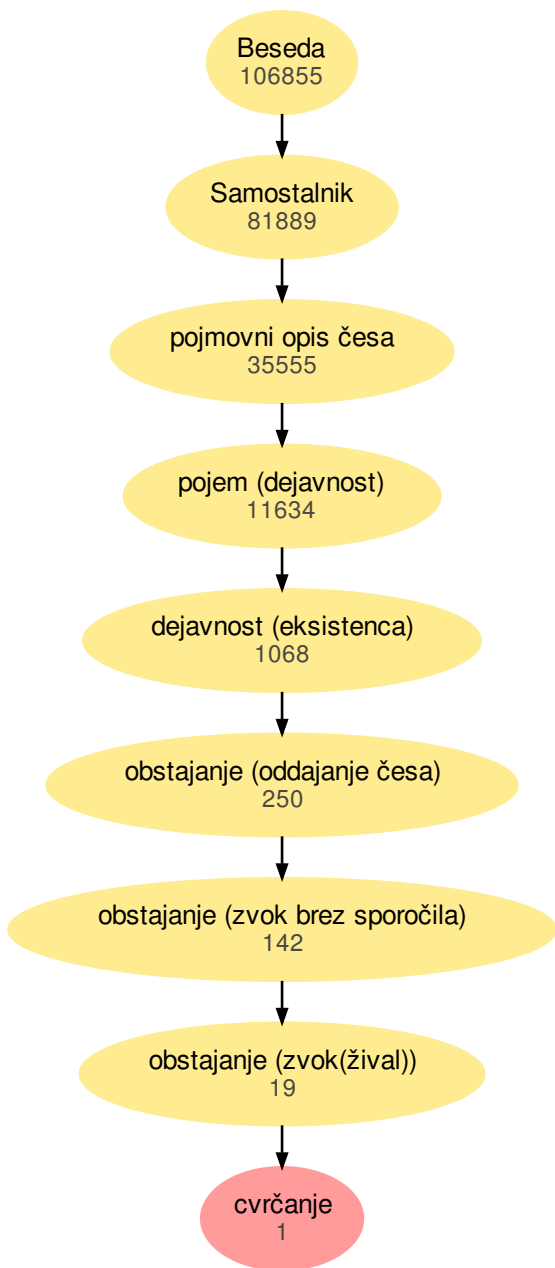 Beseda
106855
Samostalnik
81889
pojmovni opis česa
35555
pojem (dejavnost)
11634
dejavnost (eksistenca)
1068
obstajanje (oddajanje česa)
250
obstajanje (zvok brez sporočila)
142
obstajanje (zvok(žival))
19
cvrčanje
1